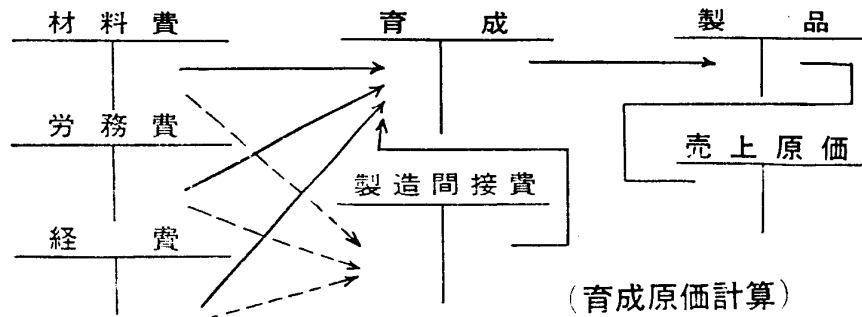 材料費
育成
製品
労務費
売上原価
製造間接費
経費
(育成原価計算)